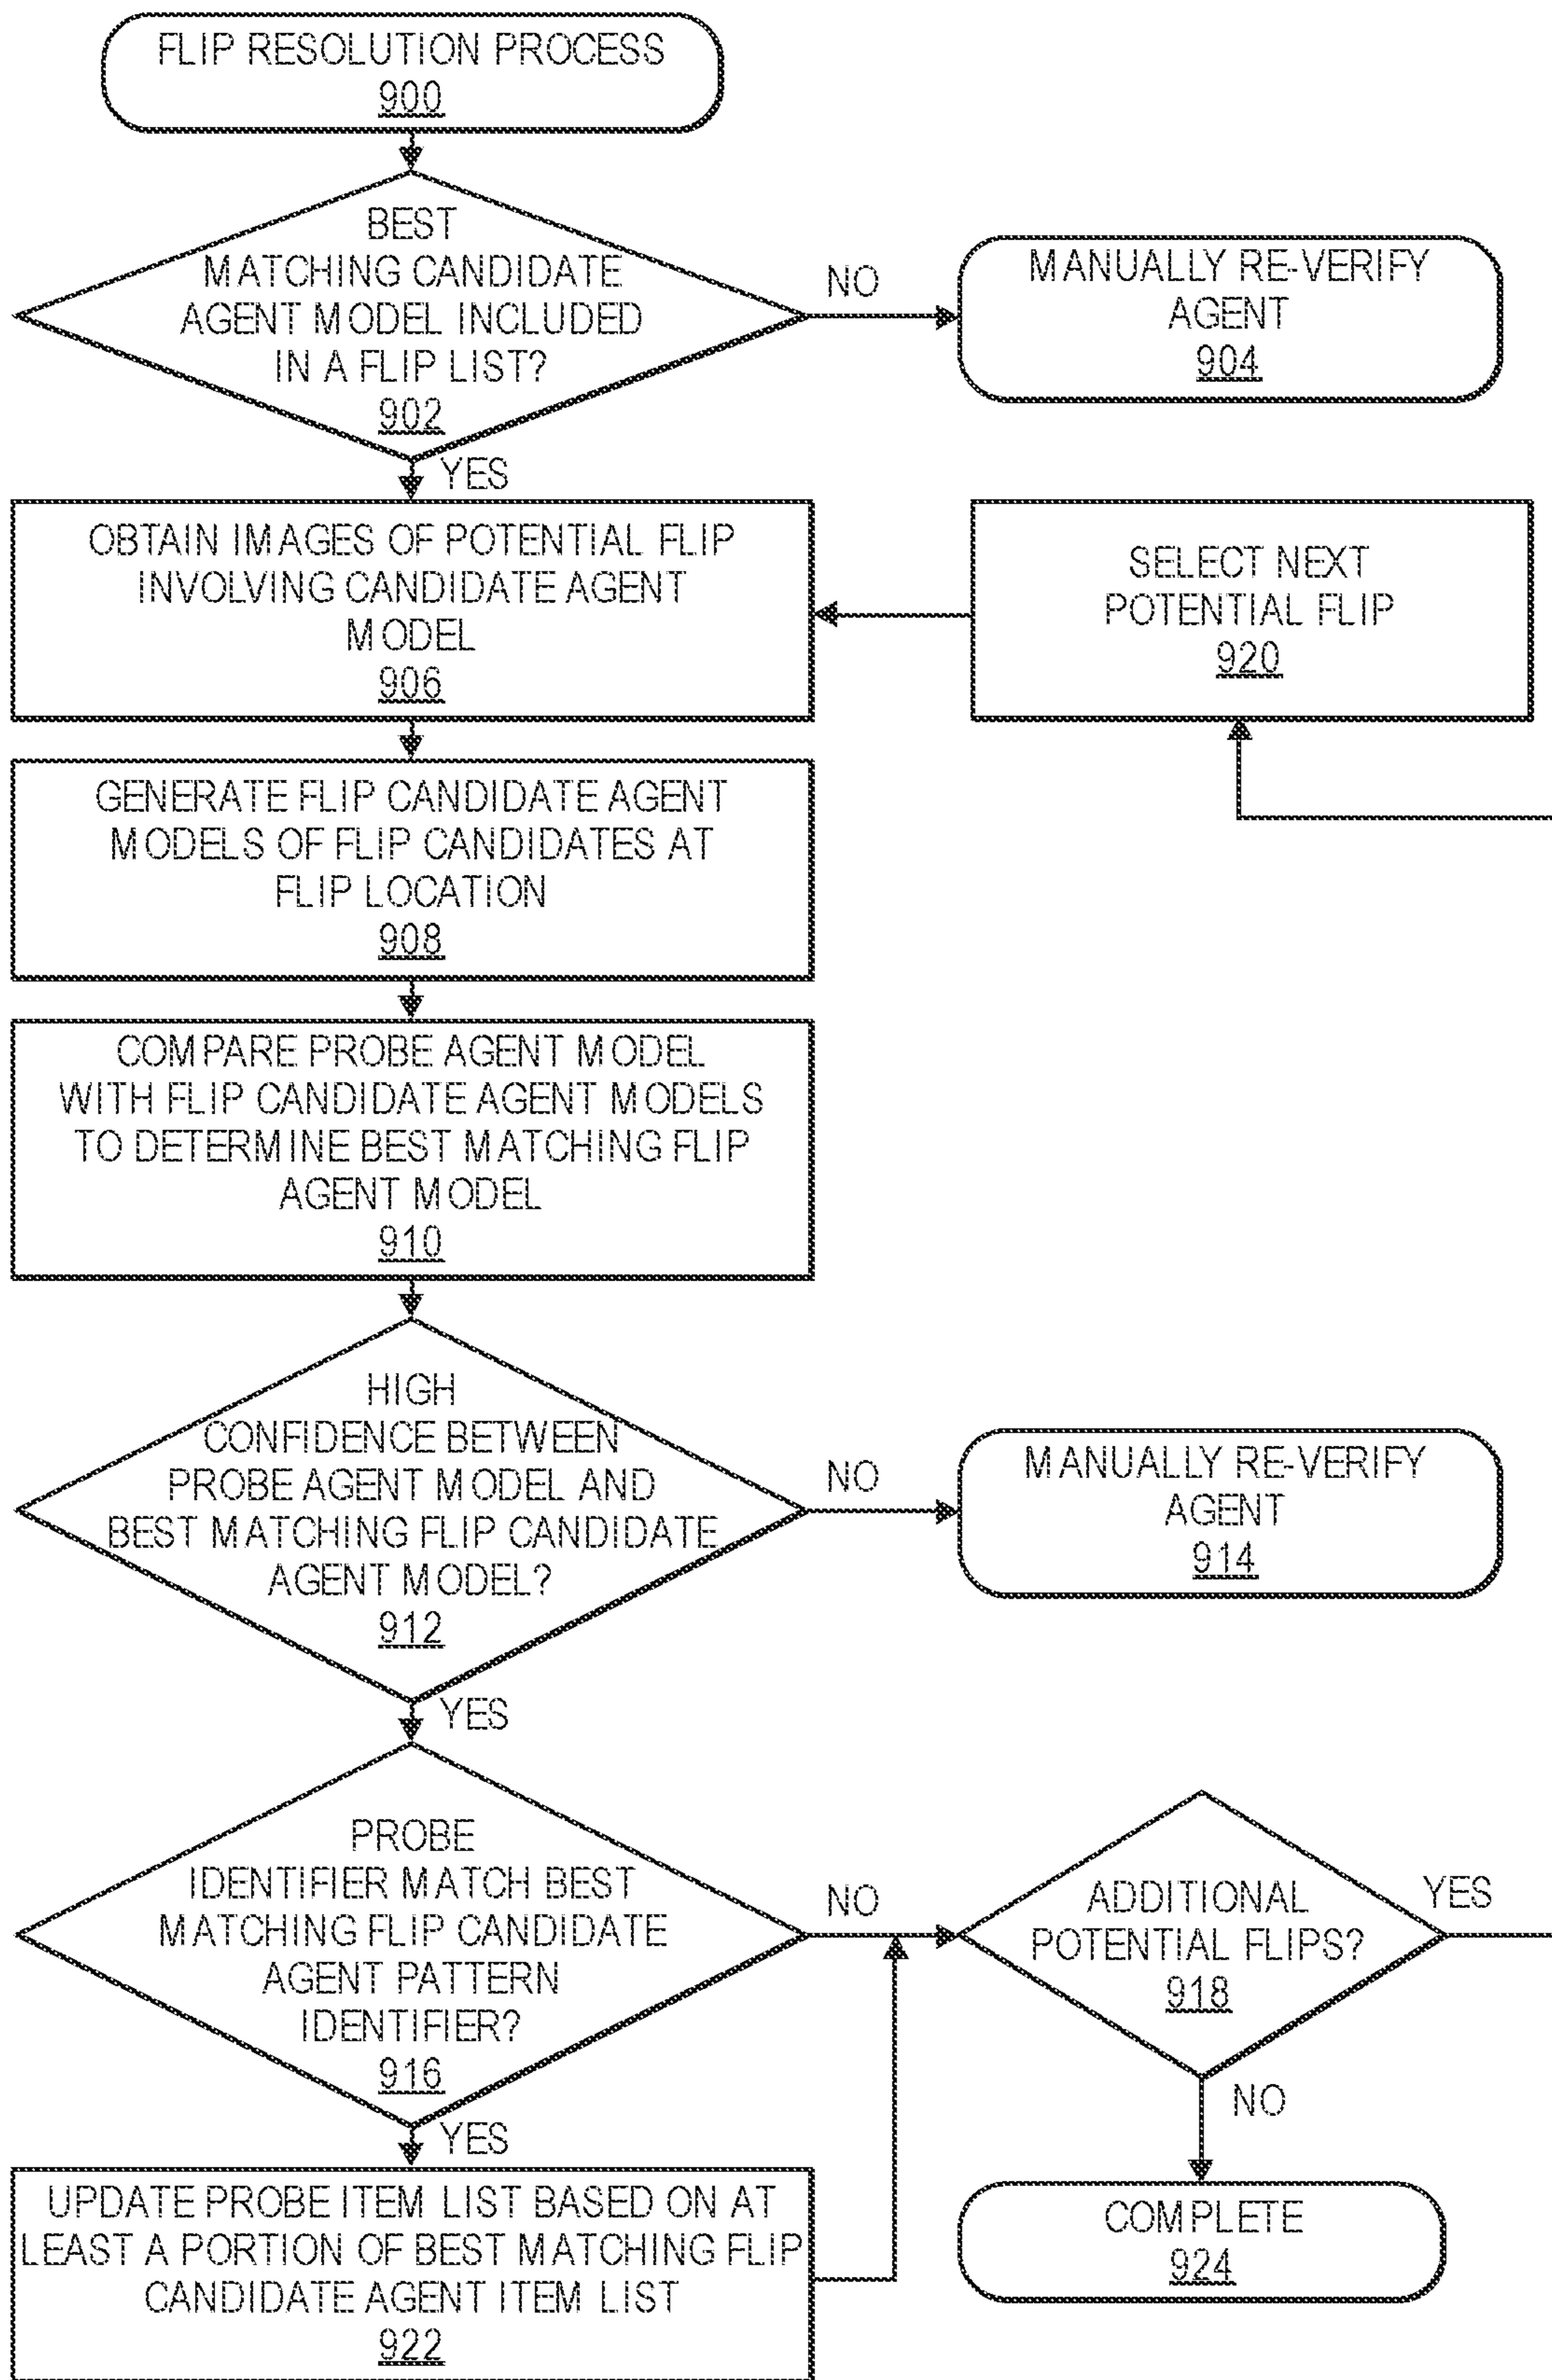 FLIP RESOLUTION PROCESS
900
BEST
MATCHING CANDIDATE
AGENT MODEL INCLUDED
IN A FLIP LIST?
902
NO
MANUALLY RE-VERIFY
AGENT
904
YES
OBTAIN IMAGES OF POTENTIAL FLIP
INVOLVING CANDIDATE AGENT
MODEL
906
SELECT NEXT
POTENTIAL FLIP
920
GENERATE FLIP CANDIDATE AGENT
MODELS OF FLIP CANDIDATES AT
FLIP LOCATION
908
COMPARE PROBE AGENT MODEL
WITH FLIP CANDIDATE AGENT MODELS
TO DETERMINE BEST MATCHING FLIP
AGENT MODEL
910
HIGH
CONFIDENCE BETWEEN
PROBE AGENT MODEL AND
BEST MATCHING FLIP CANDIDATE
AGENT MODEL?
912
NO
MANUALLY RE-VERIFY
AGENT
914
YES
PROBE
IDENTIFIER MATCH BEST
MATCHING FLIP CANDIDATE
AGENT PATTERN
IDENTIFIER?
916
NO
ADDITIONAL
POTENTIAL FLIPS?
918
YES
NO
YES
UPDATE PROBE ITEM LIST BASED ON AT
LEAST A PORTION OF BEST MATCHING FLIP
CANDIDATE AGENT ITEM LIST
922
COMPLETE
924